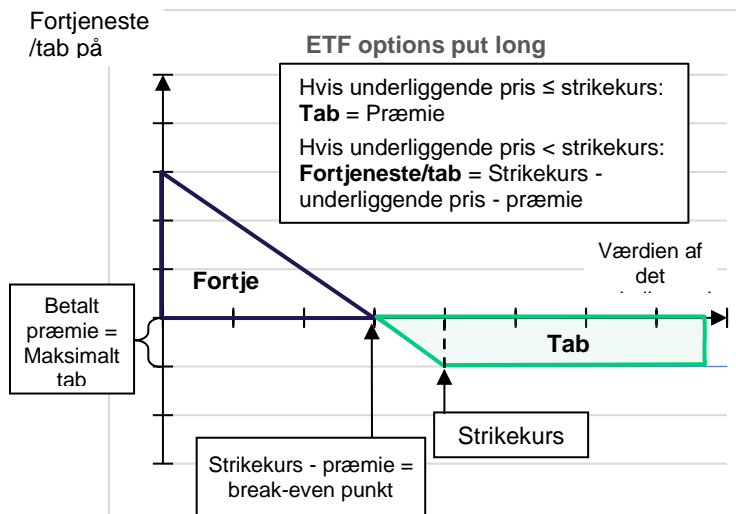 Fortjeneste
/tab på
ETF options put long
Hvis underliggende pris ≤ strikekurs:
Tab = Præmie
Hvis underliggende pris < strikekurs:
Fortjeneste/tab = Strikekurs -
underliggende pris - præmie
Værdien af
det
Fortje
Betalt
præmie =
Maksimalt
tab
Tab
Strikekurs
Strikekurs - præmie =
break-even punkt